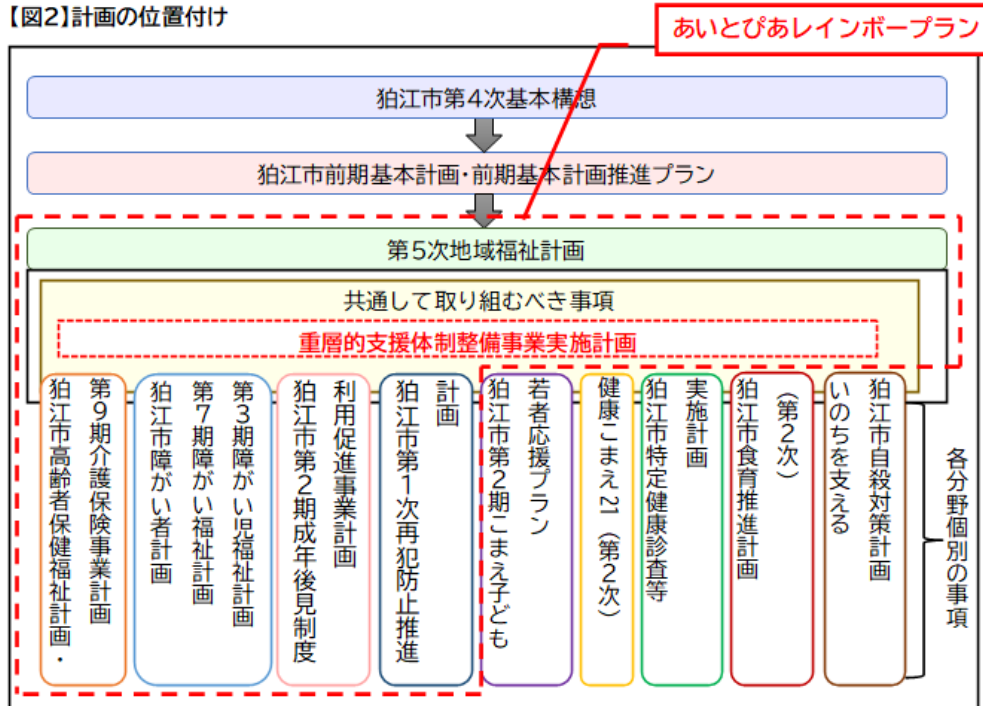 【図2】計画の位置付け
あいとぴあレインボープラン
狛江市第4次基本構想
狛江市前期基本計画・前期基本計画推進プラン
第5次地域福祉計画
共通して取り組むべき事項
重層的支援体制整備事業実施計画
狛江市高齢者保健福祉計画・
第9期介護保険事業計画
狛江市障がい者計画
第7期障がい福祉計画
第3期障がい児福祉計画
狛江市第2期成年後見制度
利用促進事業計画
狛江市第1次再犯防止推進
計画
狛江市第2期こまえ子ども
若者応援プラン
健康こまえ21（第2次）
狛江市特定健康診査等
実施計画
狛江市食育推進計画
（第2次）
いのちを支える
狛江市自殺対策計画
各分野個別の事項